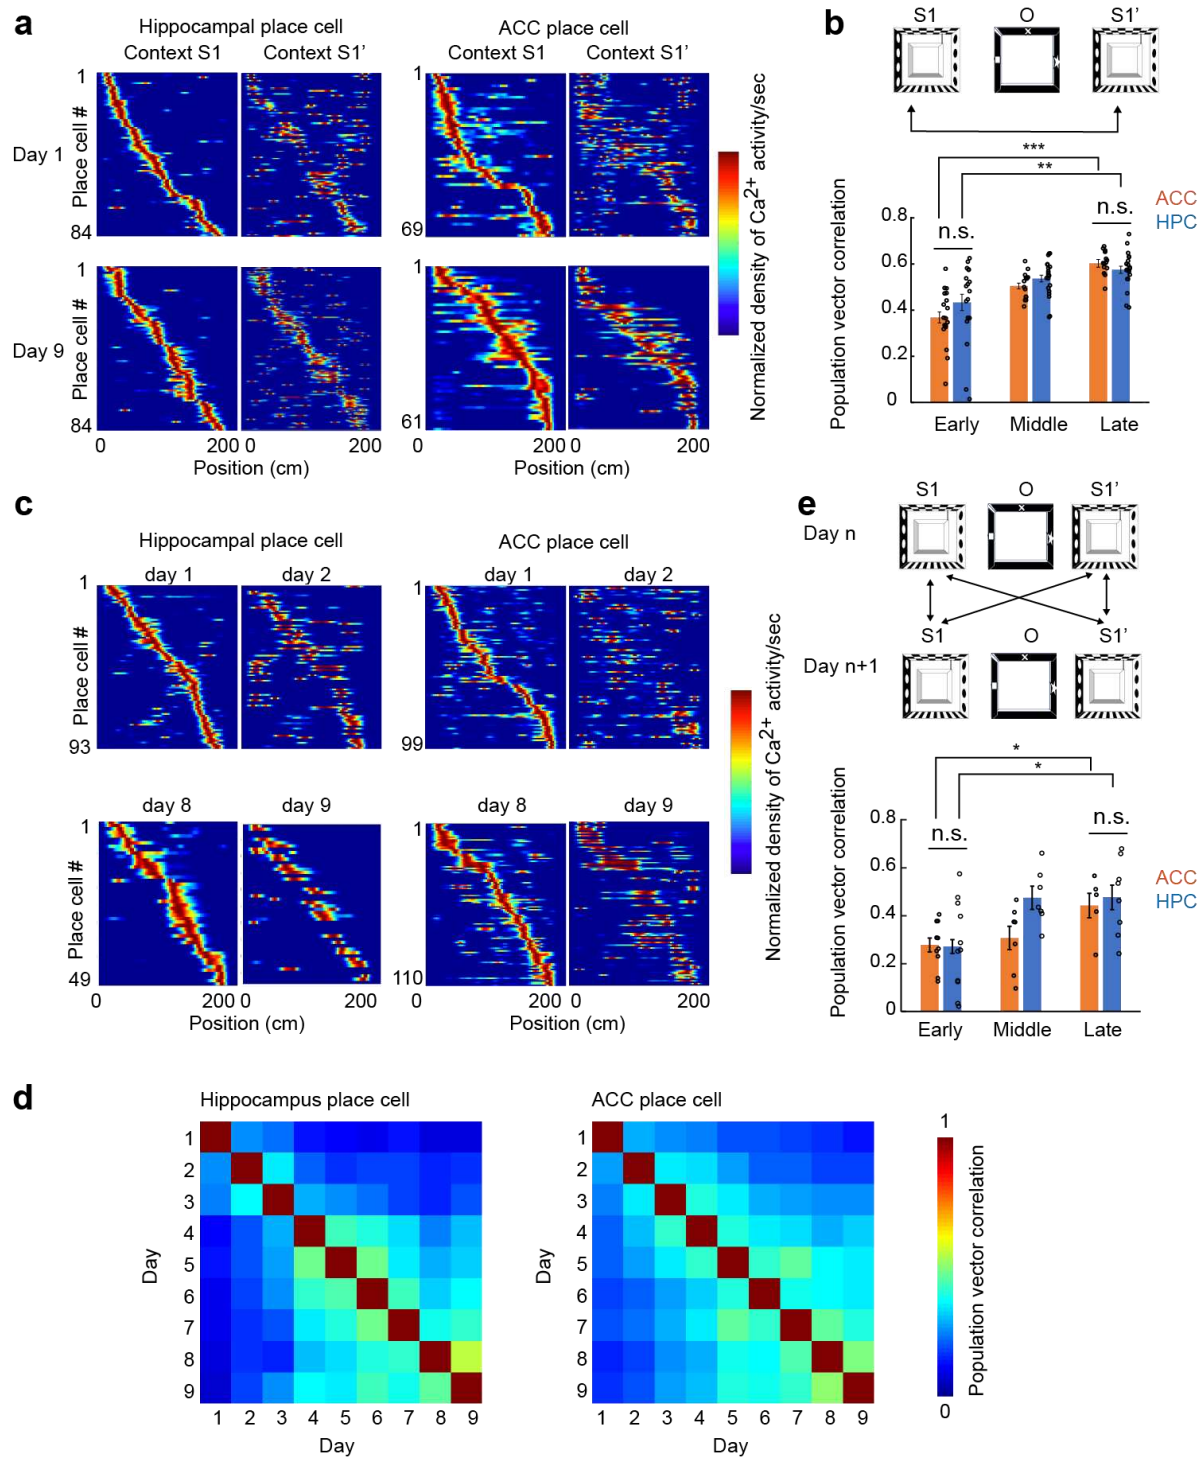 a
Hippocampal place cell
ACC place cell
Context S1
Context S1’
Context S1
Context S1’
Day 1
Place cell #
1
84
1
69
Day 9
Place cell #
1
84
1
61
0
200
0
200
0
200
0
200
Position (cm)
Position (cm)
Normalized density of Ca2+ activity/sec
b
S1
O
S1’
***
**
n.s.
n.s.
ACC
HPC
Population vector correlation
0.8
0.6
0.4
0.2
0
Early
Middle
Late
c
Hippocampal place cell
ACC place cell
day 1
day 2
day 1
day 2
Place cell #
1
93
1
99
day 8
day 9
day 8
day 9
Place cell #
1
49
1
110
0
200
0
200
0
200
0
200
Position (cm)
Position (cm)
Normalized density of Ca2+ activity/sec
e
S1
O
S1’
Day n
S1
O
S1’
Day n+1
*
*
n.s.
n.s.
ACC
HPC
Population vector correlation
0.8
0.6
0.4
0.2
0
Early
Middle
Late
d
Hippocampus place cell
ACC place cell
Day
1
2
3
4
5
6
7
8
9
1 2 3 4 5 6 7 8 9
Day
Day
1
2
3
4
5
6
7
8
9
1 2 3 4 5 6 7 8 9
Day
1
0
Population vector correlation